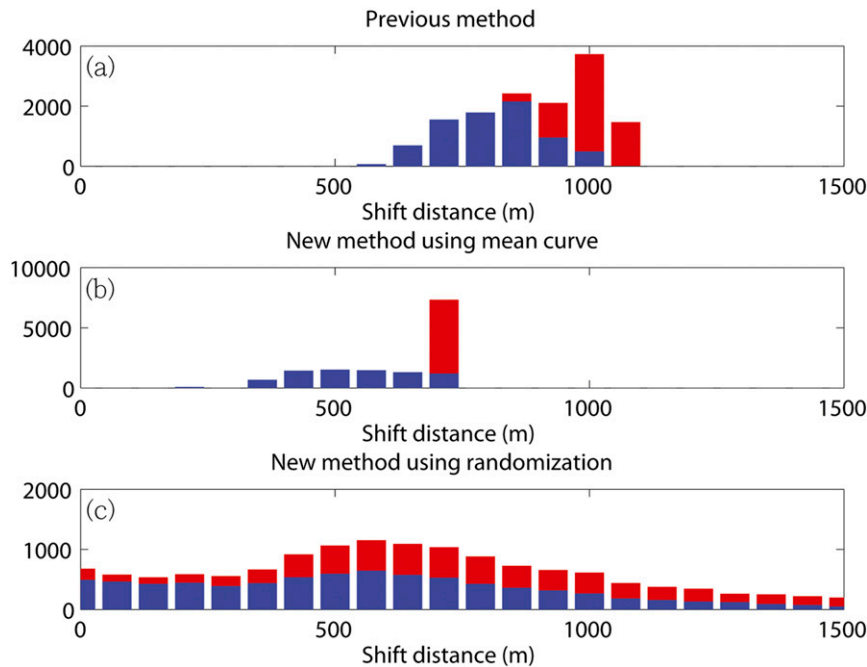 Previous method
4000
(a)
2000
0
0 500 1000 1500
Shift distance (m)
New method using mean curve
10000
(b)
5000
0
0 500 1000 1500
Shift distance (m)
New method using randomization
2000
(c)
1000
0
0 500 1000 1500
Shift distance (m)